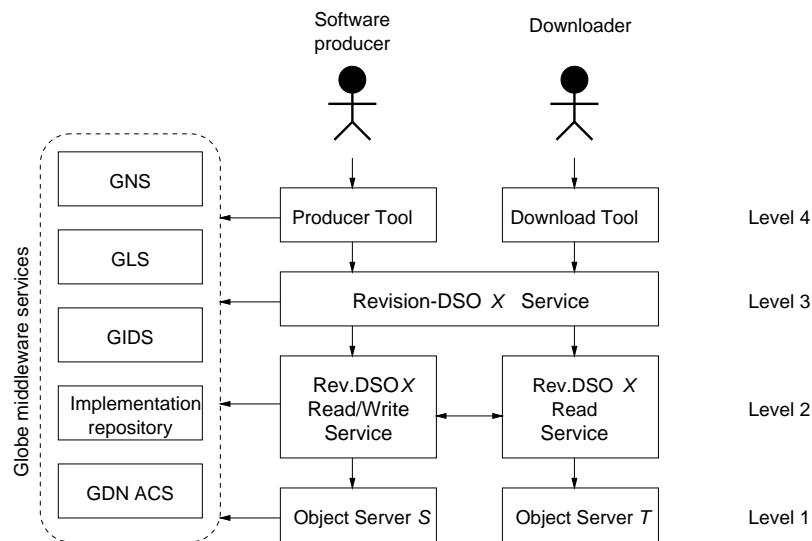 Software
producer
Downloader
Globe middleware services
GNS
GLS
GIDS
Implementation
repository
GDN ACS
Producer Tool
Download Tool
Level 4
Revision-DSO X Service
Level 3
Rev.DSO X
Read/Write
Service
Rev.DSO X
Read
Service
Level 2
Object Server S
Object Server T
Level 1